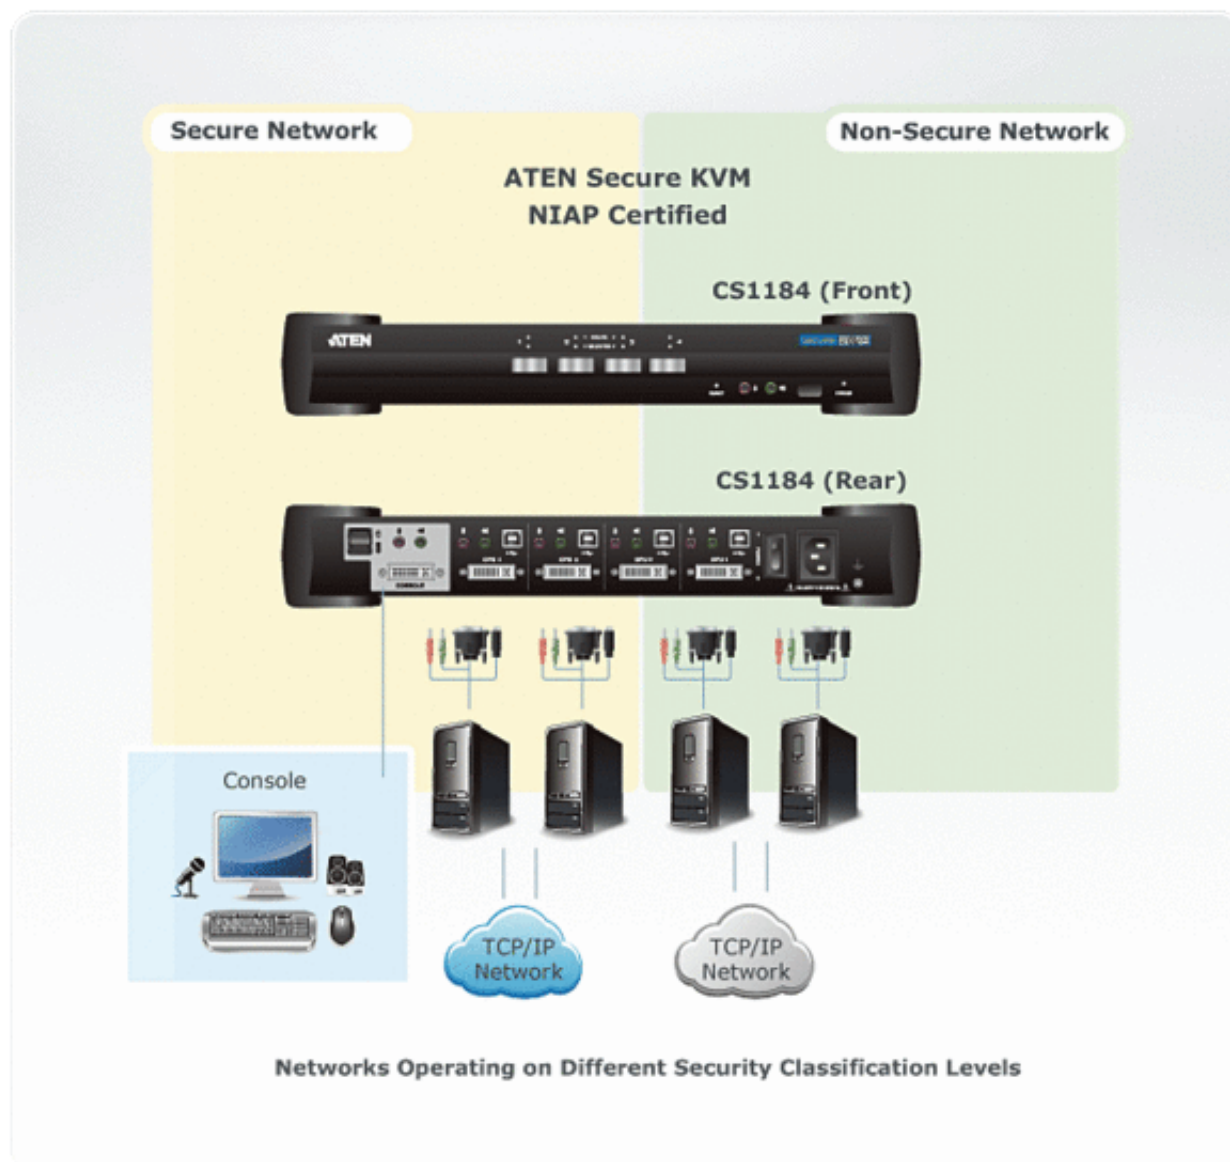 Secure Network
Non-Secure Network
ATEN Secure KVM
NIAP Certified
CS1184 (Front)
ATEN
CS1184 (Rear)
CONSOLE
Console
TCP/IP
Network
TCP/IP
Network
Networks Operating on Different Security Classification Levels